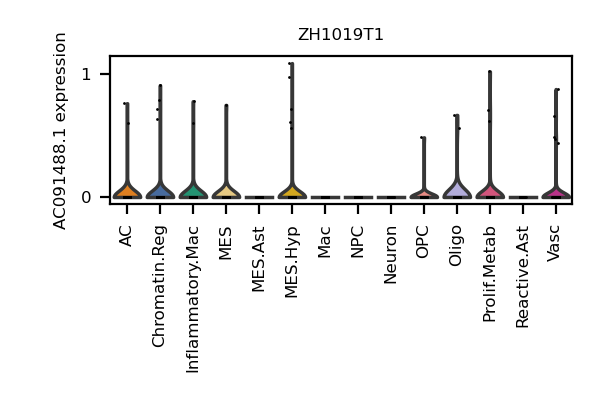 ZH1019T1
AC091488.1 expression
1
0
AC
Chromatin.Reg
Inflammatory.Mac
MES
MES.Ast
MES.Hyp
Mac
NPC
Neuron
OPC
Oligo
Prolif.Metab
Reactive.Ast
Vasc